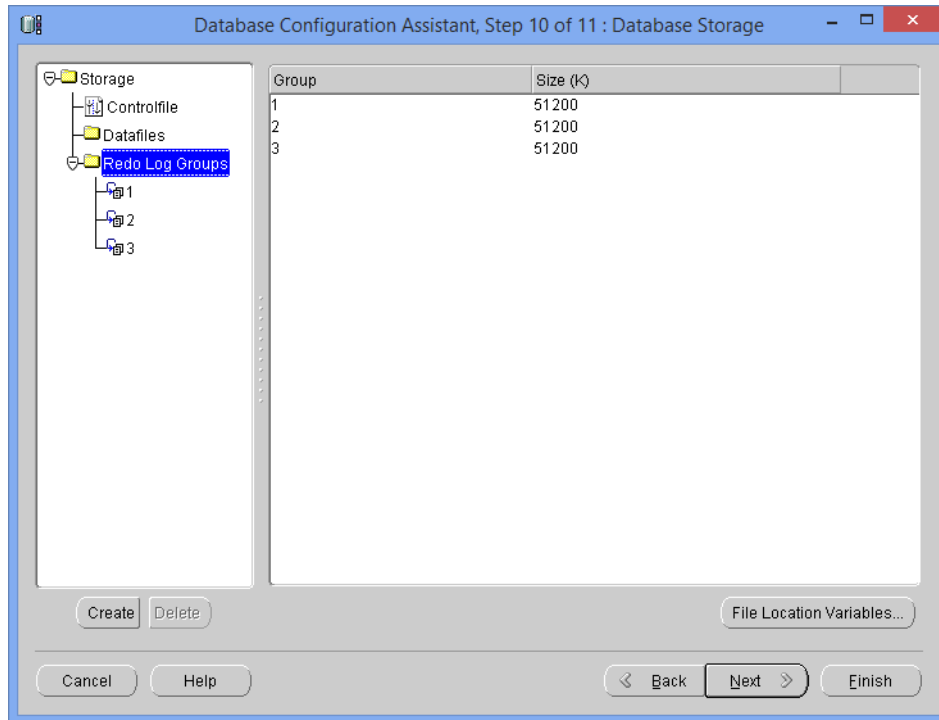 Database Configuration Assistant, Step 10 of 11 : Database Storage
Storage
Controlfile
Datafiles
Redo Log Groups
1
2
3
Group Size (K)
1 51200
2 51200
3 51200
Create Delete File Location Variables...
Cancel Help Back Next Finish